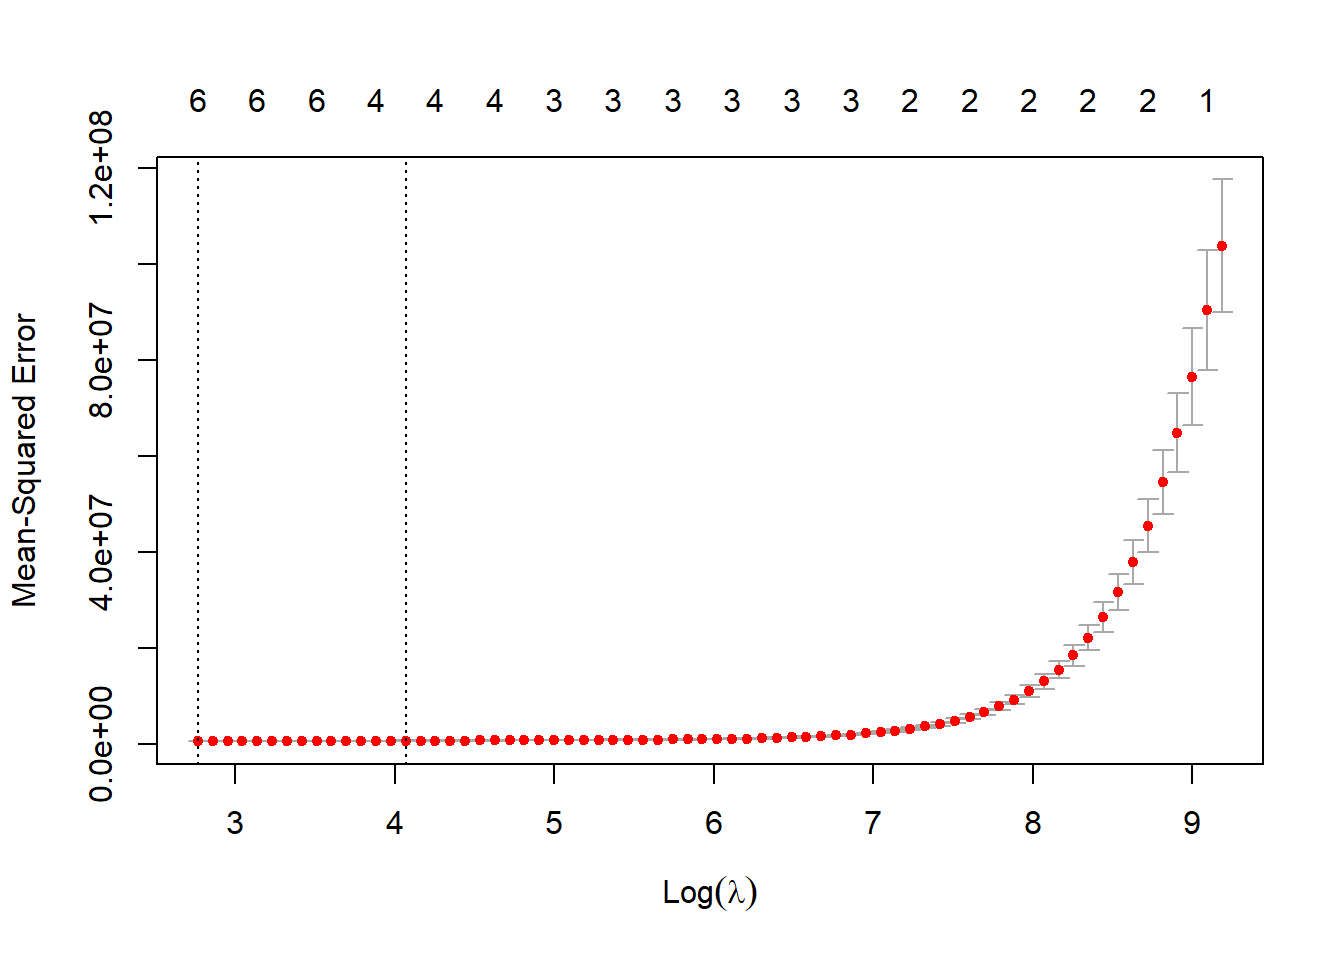 6 6 6 4 4 4 3 3 3 3 3 3 2 2 2 2 2 1
1.2e+08
8.0e+07
4.0e+07
0.0e+00
Mean-Squared Error
3 4 5 6 7 8 9
Log(λ)